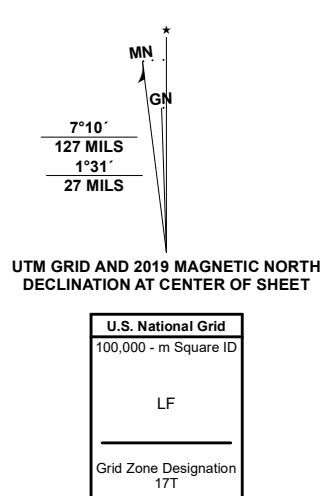 MN
GN
7°10´
127 MILS
1°31´
27 MILS
UTM GRID AND 2019 MAGNETIC NORTH
DECLINATION AT CENTER OF SHEET
U.S. National Grid
100,000 - m Square ID
LF
Grid Zone Designation
17T